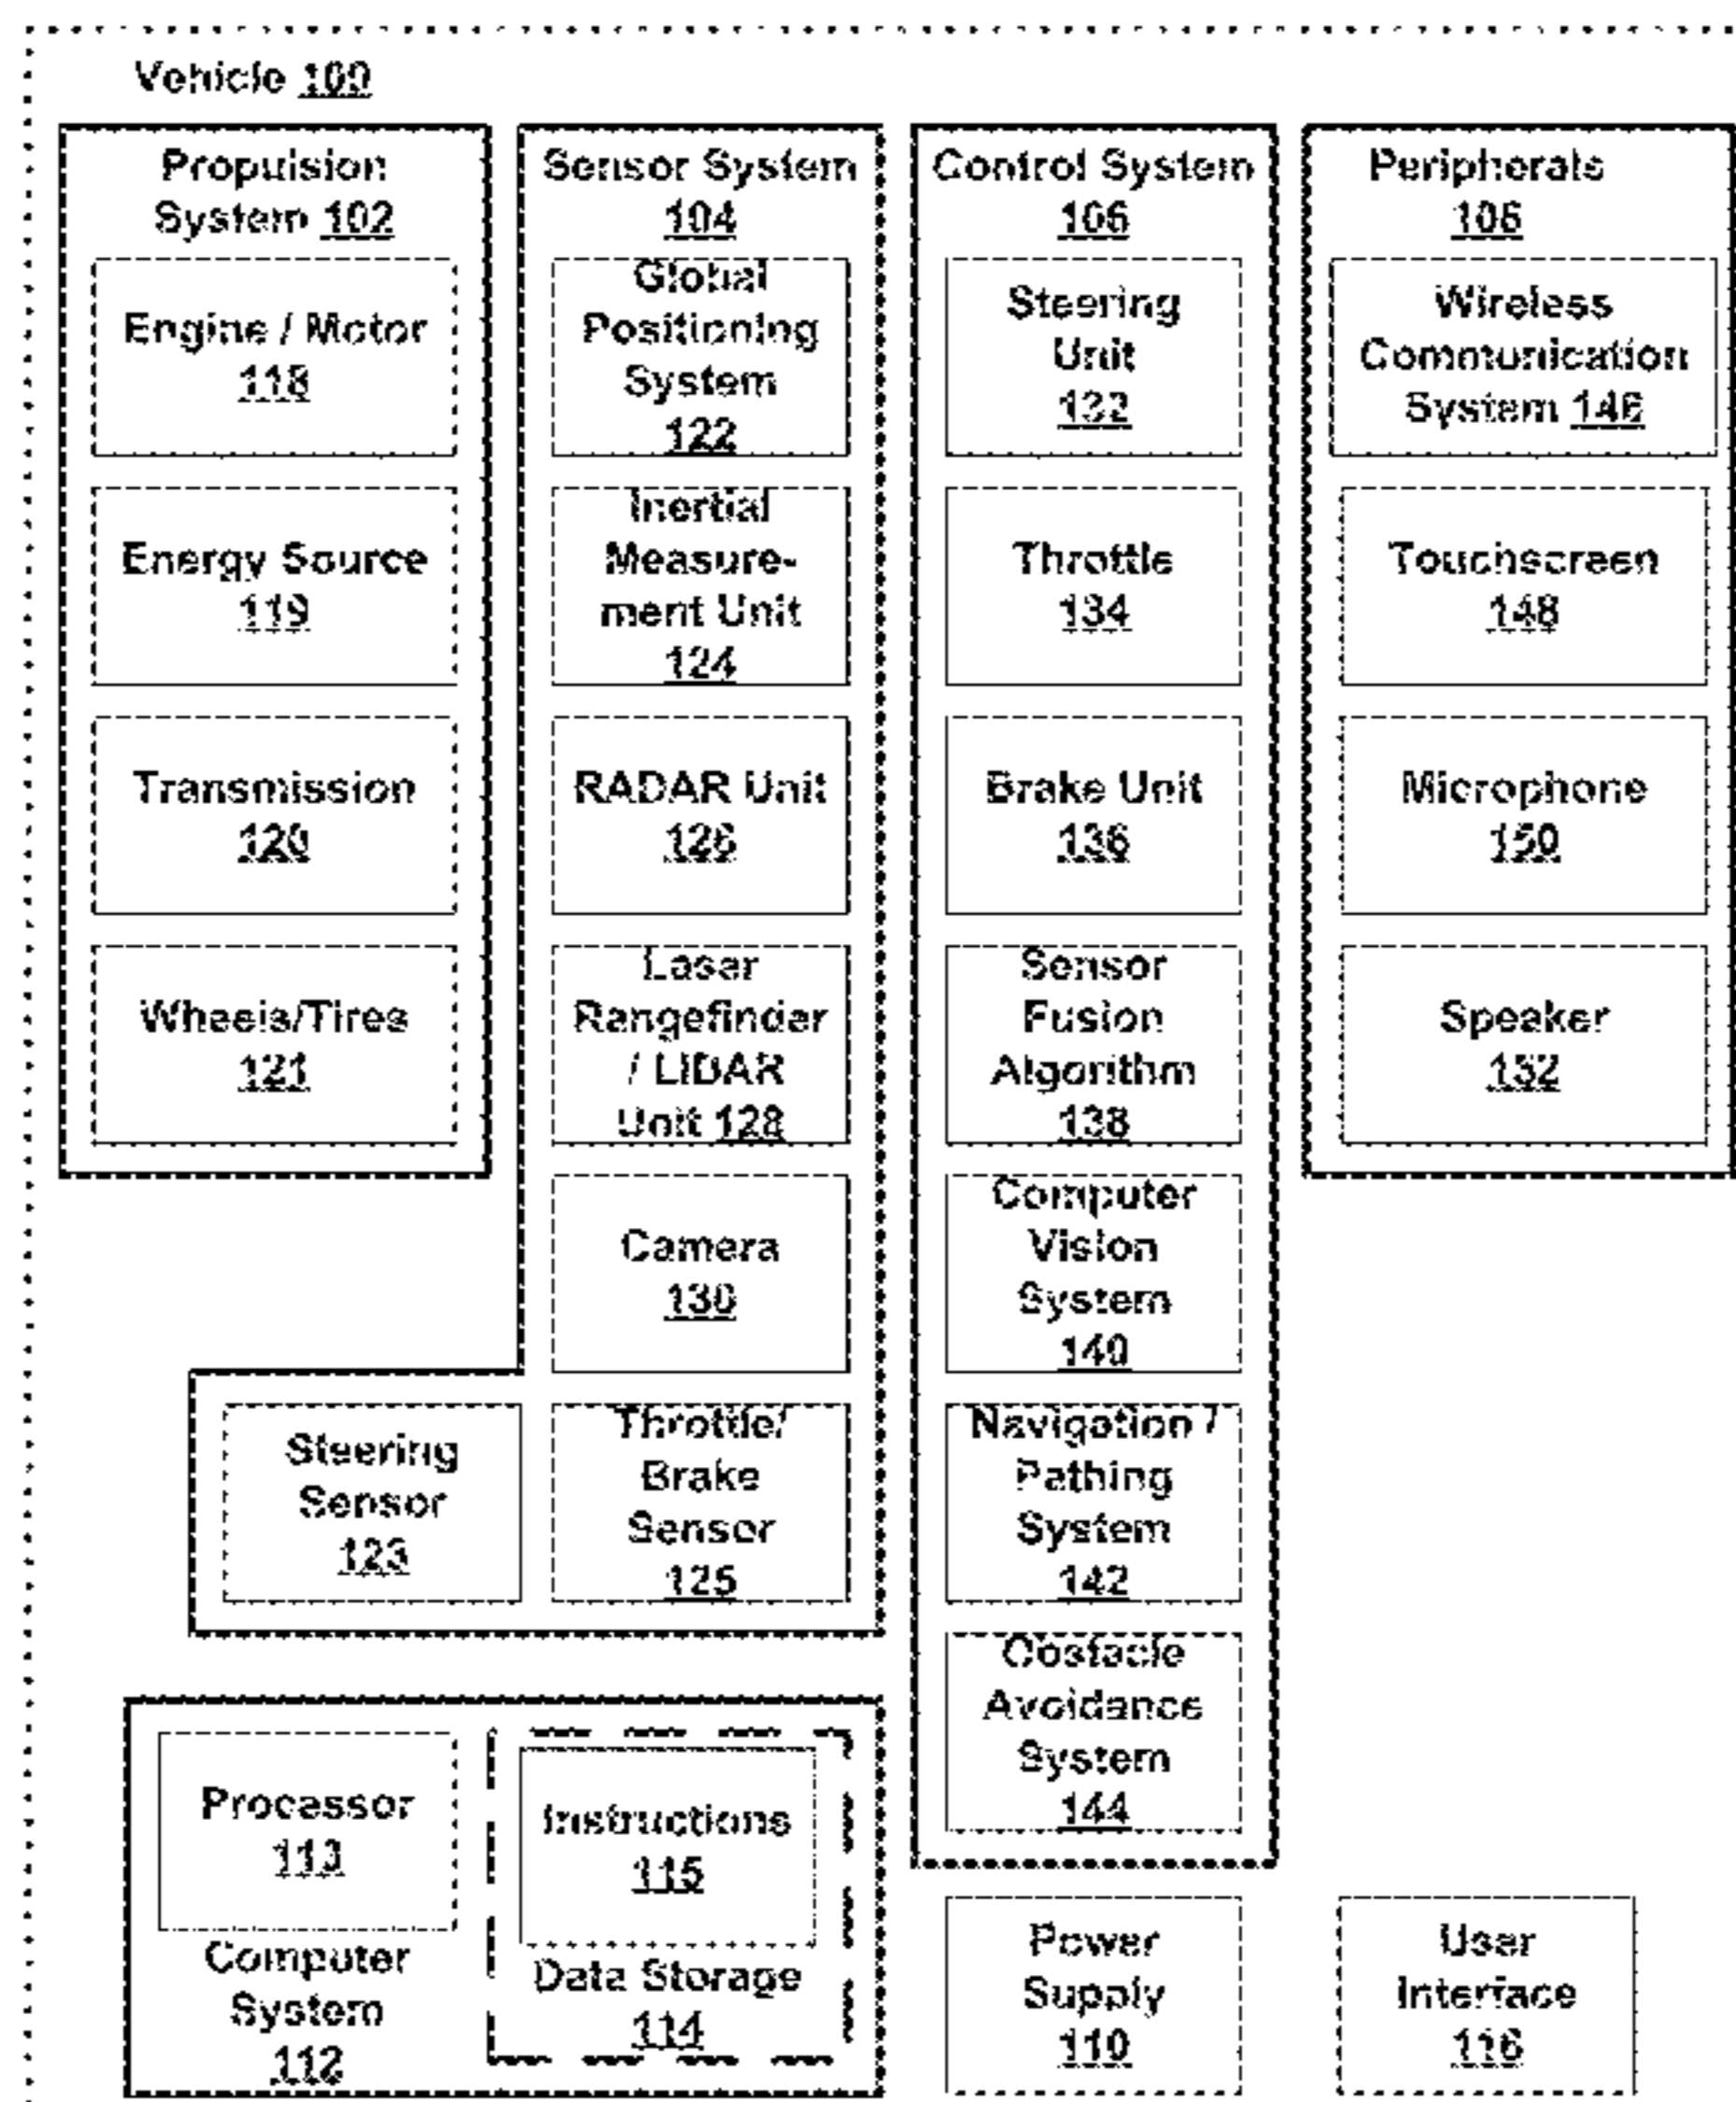 Vehicle 100
Propulsion
System 102
Engine / Motor
118
Energy Source
119
Transmission
120
Wheels/Tires
121
Sensor System
104
Global
Positioning
System
122
Inertial
Measure-
ment Unit
124
RADAR Unit
126
Laser
Rangefinder
/ LIDAR
Unit 128
Camera
130
Steering
Sensor
123
Throttle/
Brake
Sensor
125
Control System
106
Steering
Unit
132
Throttle
134
Brake Unit
136
Sensor
Fusion
Algorithm
138
Computer
Vision
System
140
Navigation /
Pathing
System
142
Obstacle
Avoidance
System
144
Peripherals
108
Wireless
Communication
System 146
Touchscreen
148
Microphone
150
Speaker
152
Processor
113
Computer
System
112
Instructions
115
Data Storage
114
Power
Supply
110
User
Interface
116